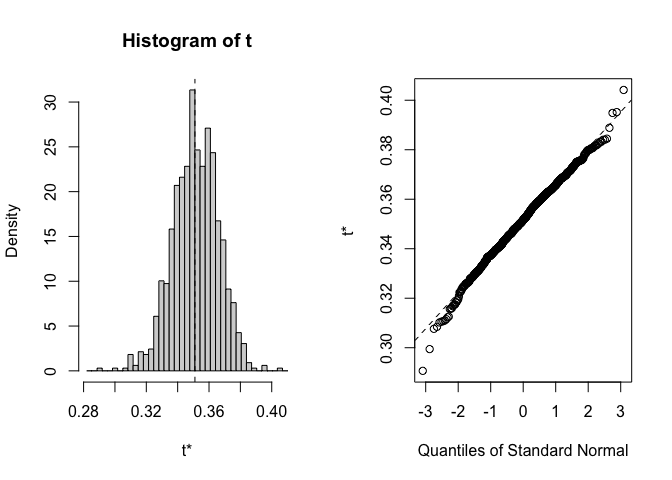 Histogram of t
Density
0 5 10 15 20 25 30
0.28 0.32 0.36 0.40
t*
t*
0.30 0.32 0.34 0.36 0.38 0.40
-3 -2 -1 0 1 2 3
Quantiles of Standard Normal